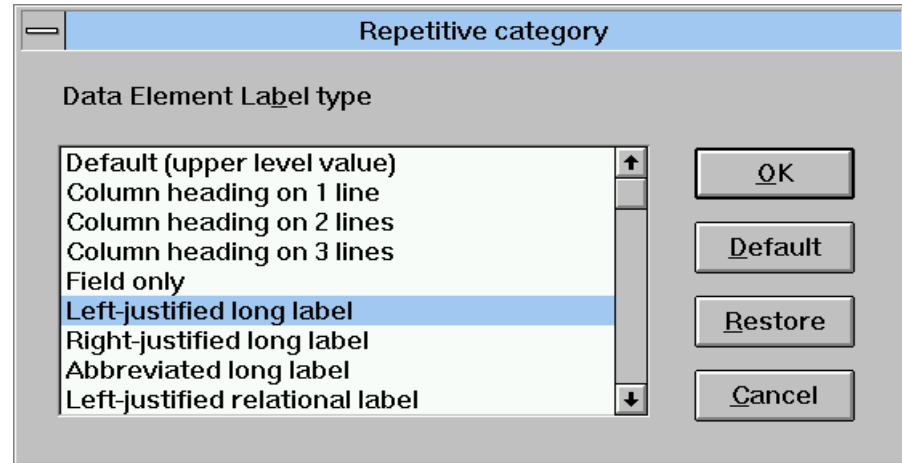 Repetitive category
Data Element Label type
Default (upper level value)
Column heading on 1 line
Column heading on 2 lines
Column heading on 3 lines
Field only
Left-justified long label
Right-justified long label
Abbreviated long label
Left-justified relational label
OK
Default
Restore
Cancel